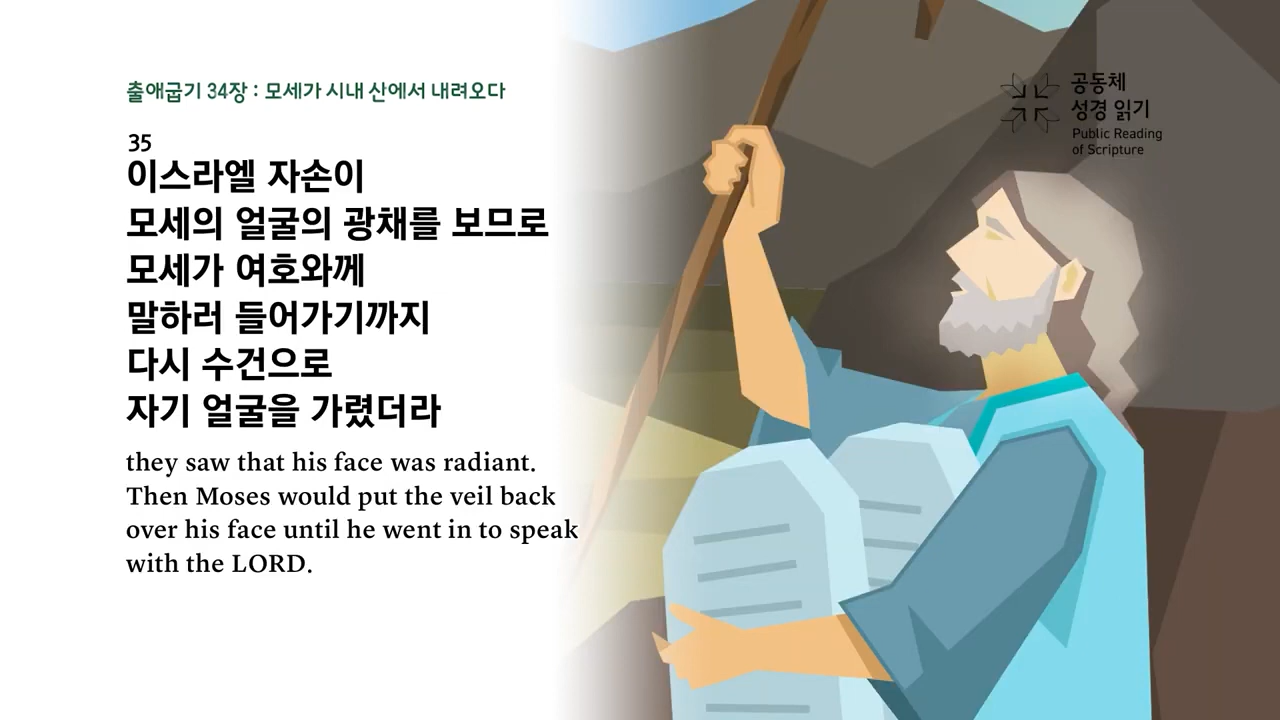 출애굽기 34장 : 모세가 시내 산에서 내려오다
35
이스라엘 자손이
모세의 얼굴의 광채를 보므로
모세가 여호와께
말하러 들어가기까지
다시 수건으로
자기 얼굴을 가렸더라
they saw that his face was radiant.
Then Moses would put the veil back
over his face until he went in to speak
with the LORD.
공동체
성경 읽기
Public Reading
of Scripture